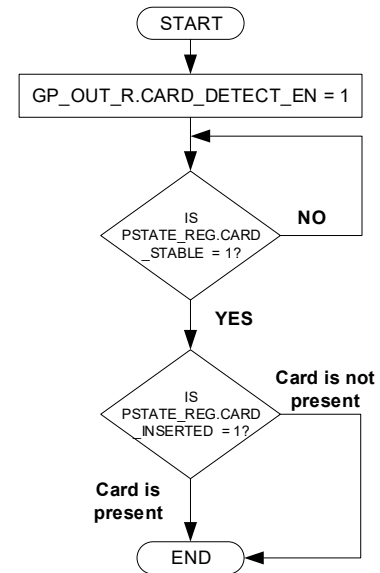 START
GP_OUT_R.CARD_DETECT_EN = 1
IS
PSTATE_REG.CARD
_STABLE = 1?
NO
YES
IS
PSTATE_REG.CARD
_INSERTED = 1?
Card is not
present
Card is
present
END